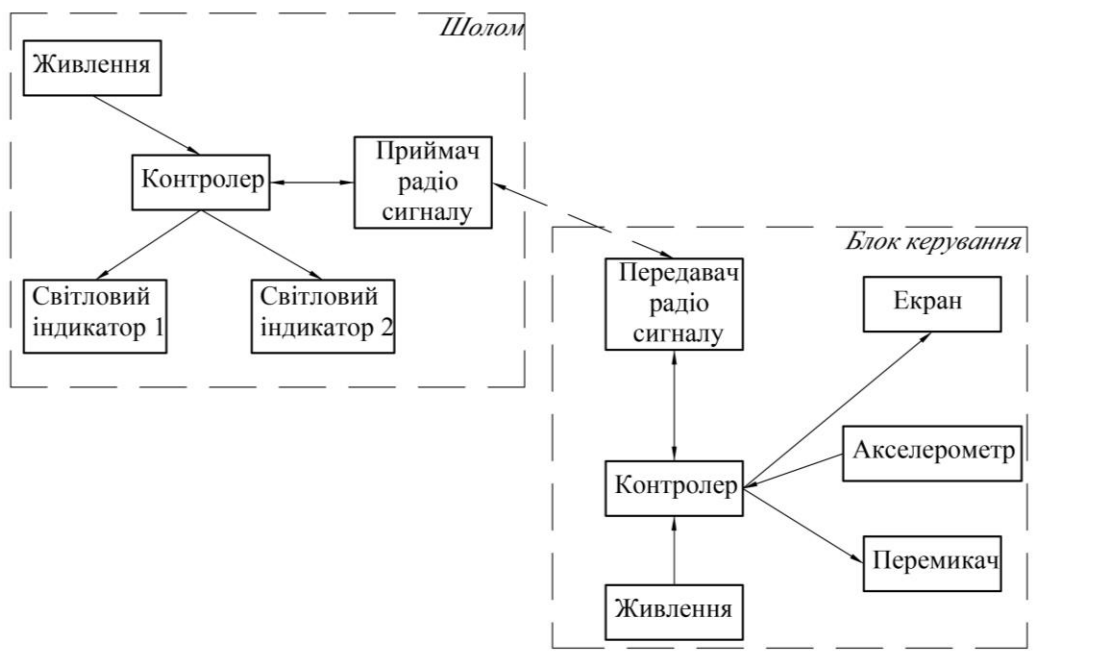 Шолом
Живлення
Контролер
Приймач
радіо
сигналу
Світловий
індикатор 1
Світловий
індикатор 2
Блок керування
Передавач
радіо
сигналу
Екран
Акселерометр
Контролер
Перемикач
Живлення